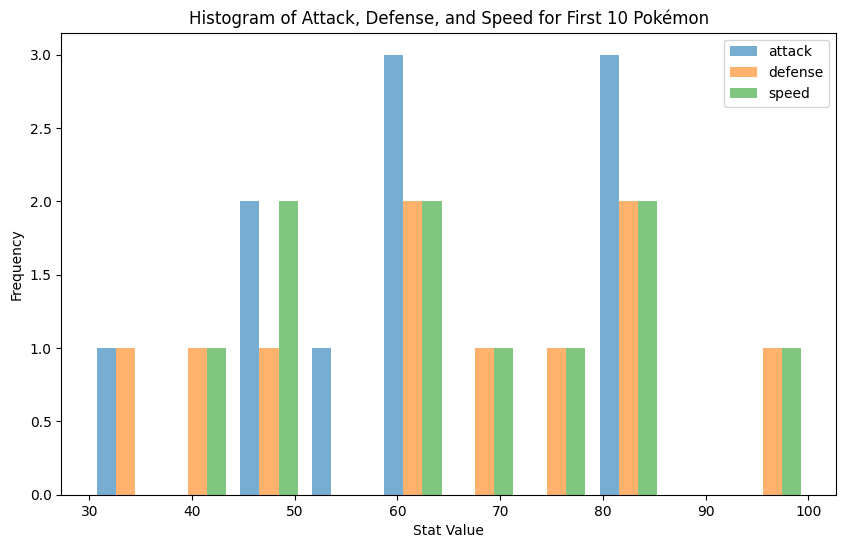 Histogram of Attack, Defense, and Speed for First 10 Pokémon
attack
defense
speed
3.0
2.5
2.0
1.5
1.0
0.5
0.0
Frequency
30 40 50 60 70 80 90 100
Stat Value